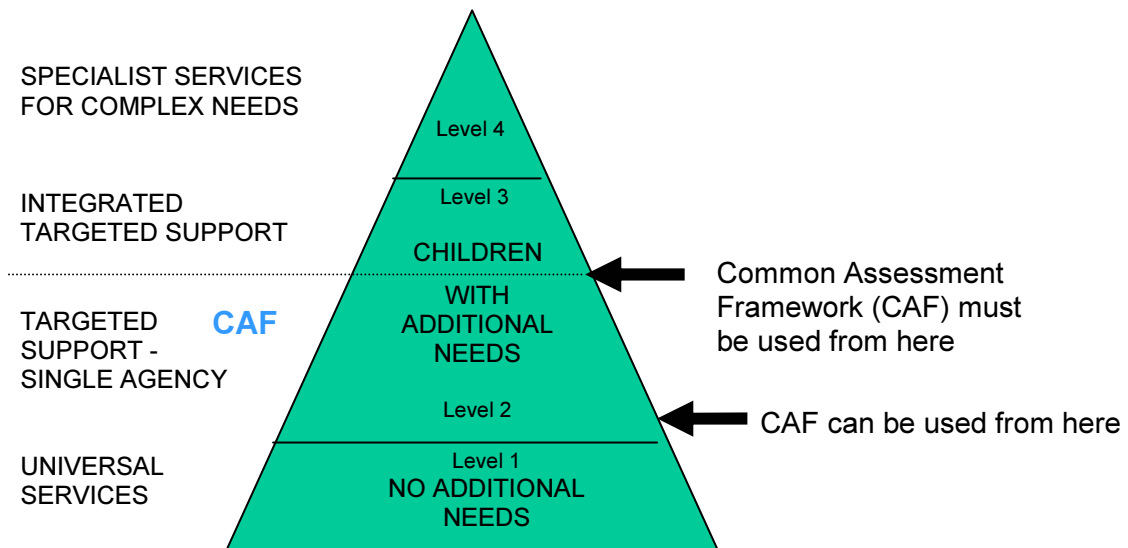 SPECIALIST SERVICES
FOR COMPLEX NEEDS
Level 4
INTEGRATED
TARGETED SUPPORT
Level 3
CHILDREN
WITH
ADDITIONAL
NEEDS
Common Assessment
Framework (CAF) must
be used from here
TARGETED
SUPPORT -
SINGLE AGENCY
CAF
Level 2
CAF can be used from here
UNIVERSAL
SERVICES
Level 1
NO ADDITIONAL
NEEDS